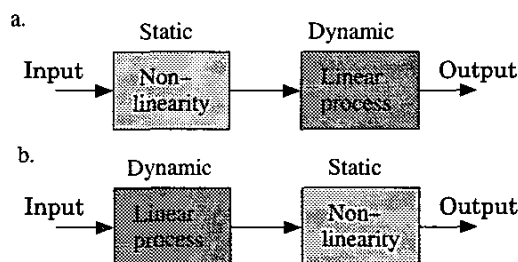 a.
Static Dynamic
Input Non- Linear Output
linearity process
b.
Dynamic Static
Input Linear Non- Output
process linearity